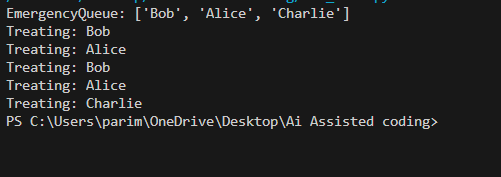 EmergencyQueue: ['Bob', 'Alice', 'Charlie']
Treating: Bob
Treating: Alice
Treating: Bob
Treating: Alice
Treating: Charlie
PS C:\Users\parim\OneDrive\Desktop\Ai Assisted coding>